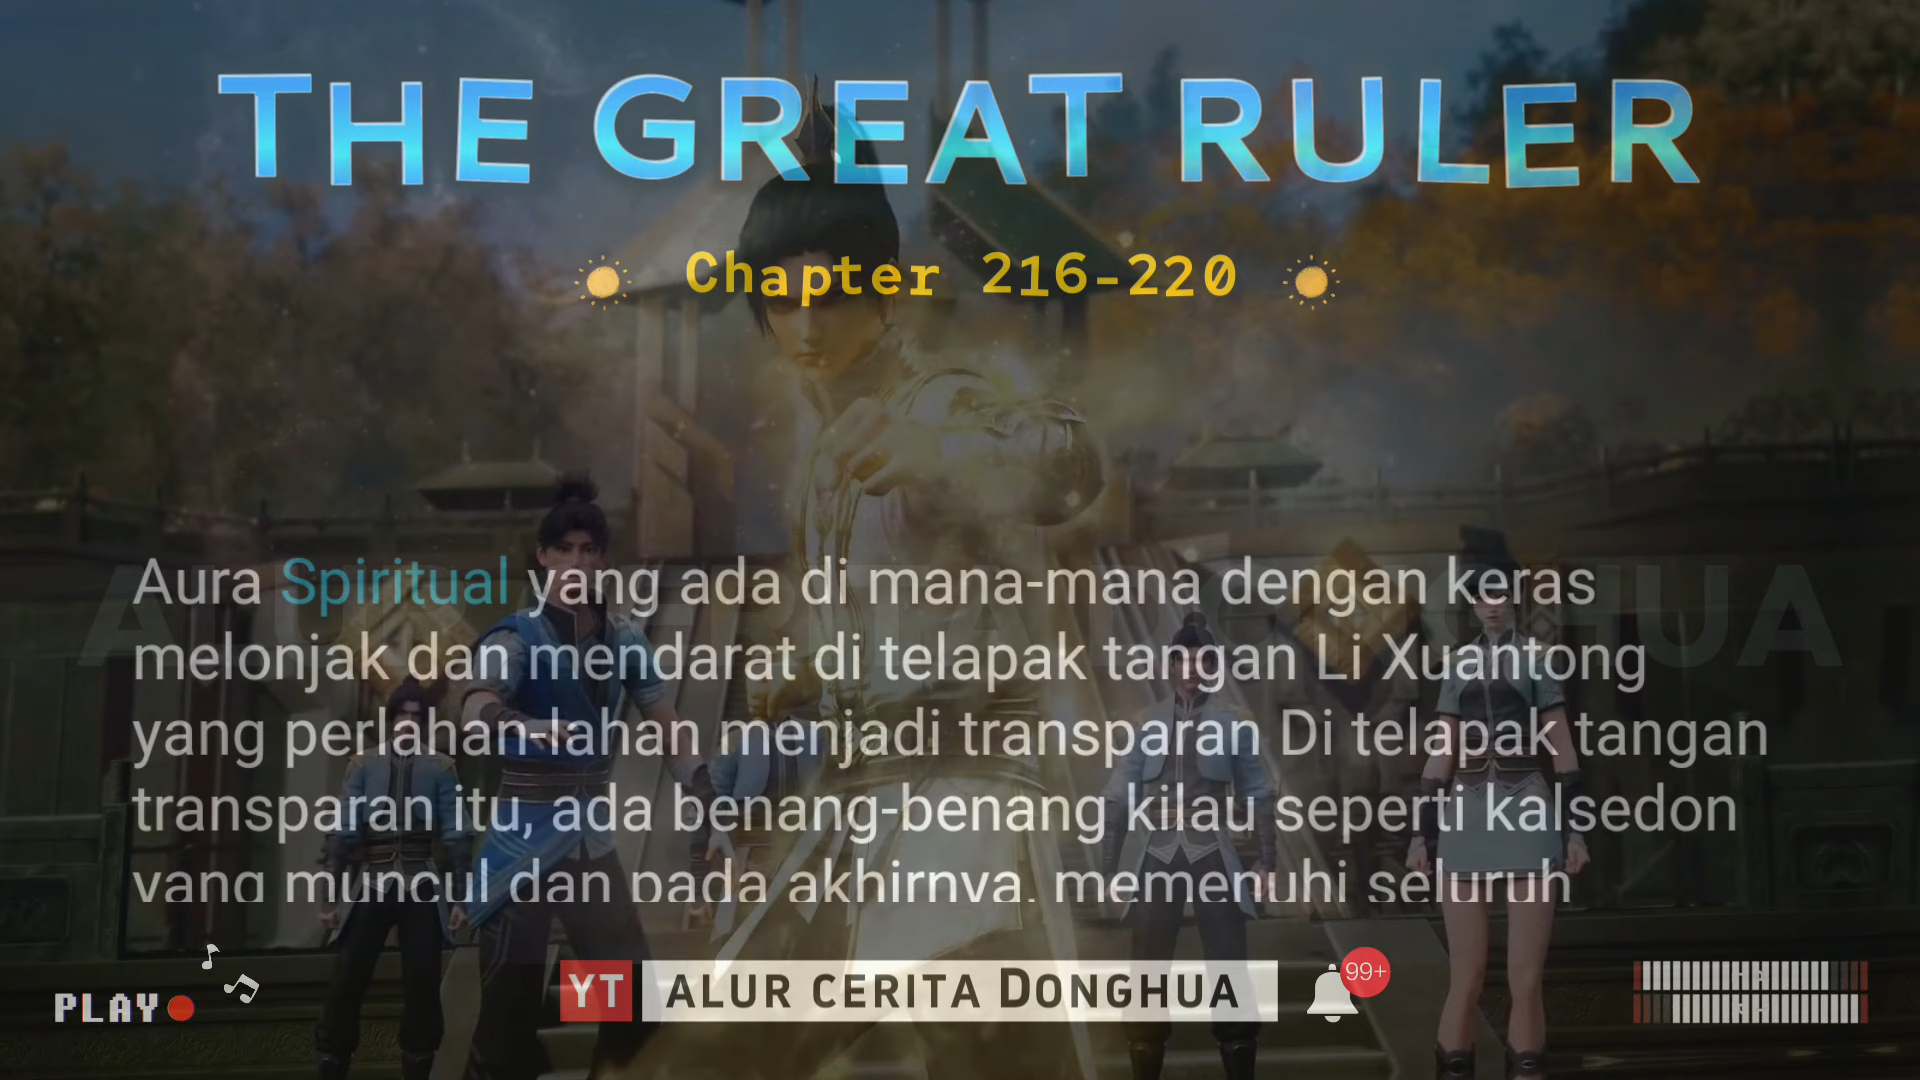 THE GREAT RULER
Chapter 216-220
Aura Spiritual yang ada di mana-mana dengan keras
melonjak dan mendarat di telapak tangan Li Xuantong
yang perlahan-lahan menjadi transparan Di telapak tangan
transparan itu, ada benang-benang kilau seperti kalsedon
yang muncul dan pada akhirnya, memenuhi seluruh
PLAY
YT ALUR CERITA DONGHUA
99+